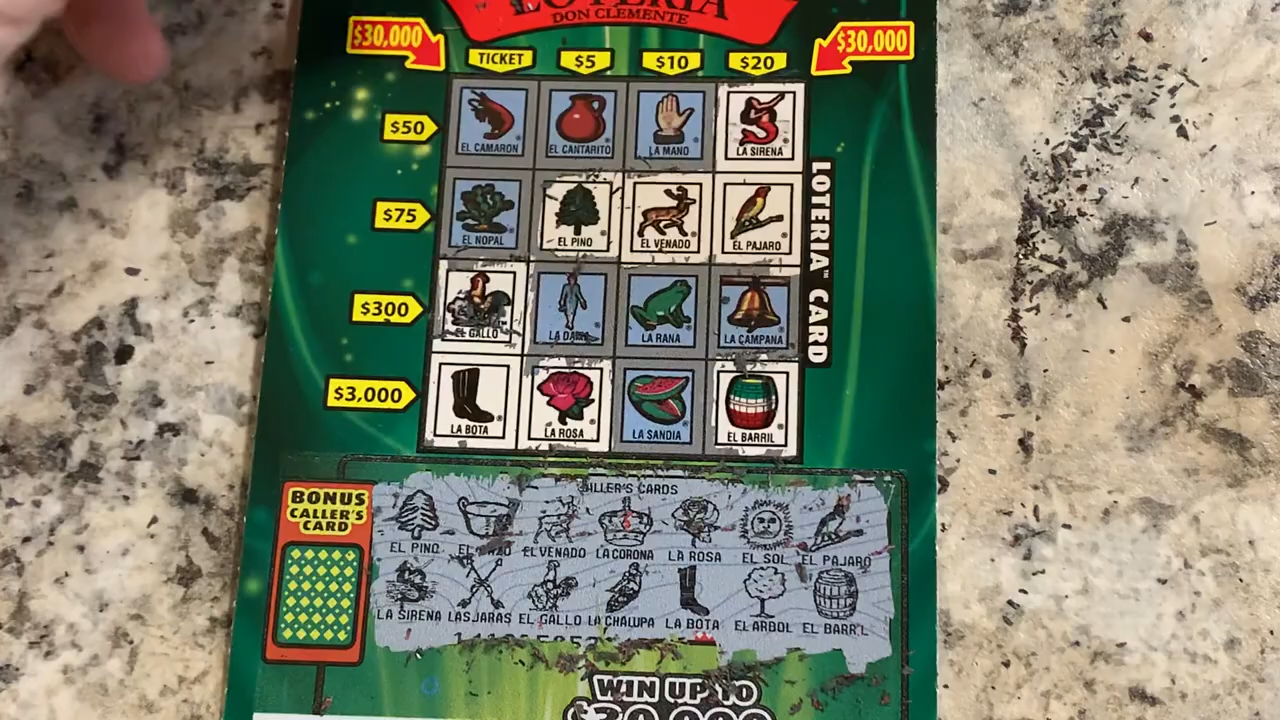 LOTERIA
DON CLEMENTE
$30,000 $30,000
TICKET $5 $10 $20
$50
EL CAMARON EL CANTARITO LA MANO LA SIRENA
$75
EL NOPAL EL PINO EL VENADO EL PAJARO
$300
EL GALLO LA DAMA LA RANA LA CAMPANA
$3,000
LA BOTA LA ROSA LA SANDIA EL BARRIL
LOTERIA™ CARD
BONUS
CALLER'S
CARD
CALLER'S CARDS
EL PINO EL VENADO LA CORONA LA ROSA EL SOL EL PAJARO
LA SIRENA LAS JARAS EL GALLO LA CHALUPA LA BOTA EL ARBOL EL BARRIL
WIN UP TO
$30,000